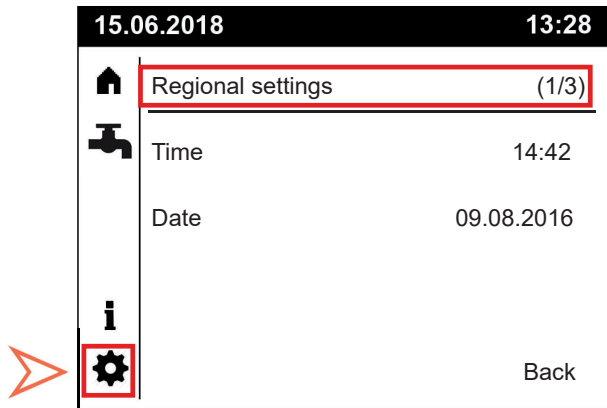 15.06.2018 13:28
Regional settings (1/3)
Time 14:42
Date 09.08.2016
i
Back